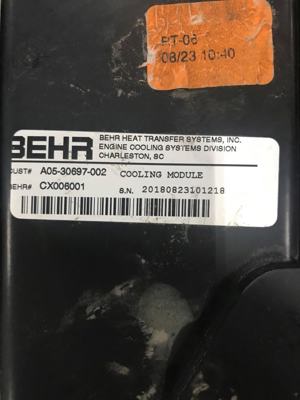 RT-06
08/23 10:40
BEHR
BEHR HEAT TRANSFER SYSTEMS, INC.
ENGINE COOLING SYSTEMS DIVISION
CHARLESTON, SC
CUST# A05-30697-002 COOLING MODULE
BEHR# CX006001 S.N. 20180823101218